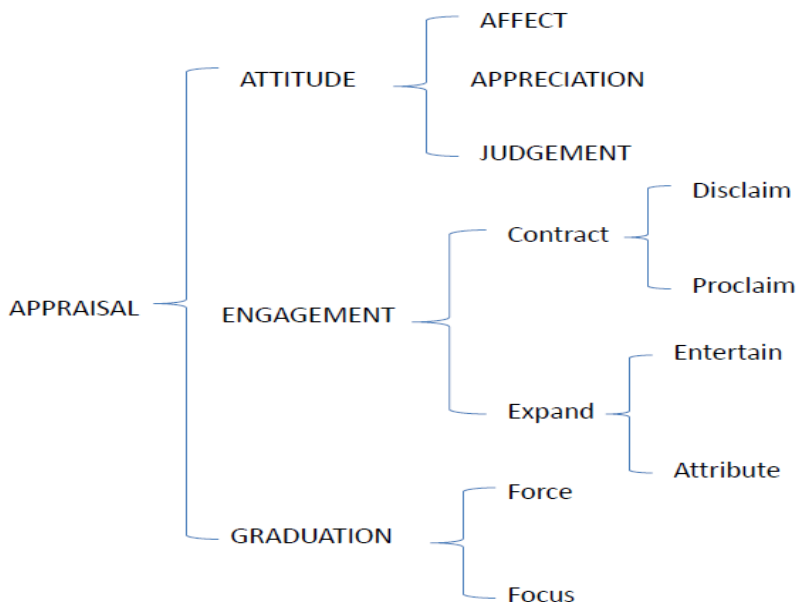 AFFECT
ATTITUDE
APPRECIATION
JUDGEMENT
Disclaim
Contract
Proclaim
APPRAISAL
ENGAGEMENT
Entertain
Expand
Attribute
Force
GRADUATION
Focus